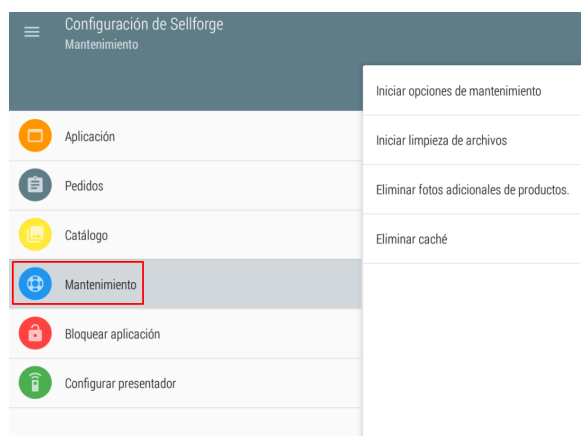 Configuración de Sellforge
Mantenimiento
Aplicación
Pedidos
Catálogo
Mantenimiento
Bloquear aplicación
Configurar presentador
Iniciar opciones de mantenimiento
Iniciar limpieza de archivos
Eliminar fotos adicionales de productos.
Eliminar caché